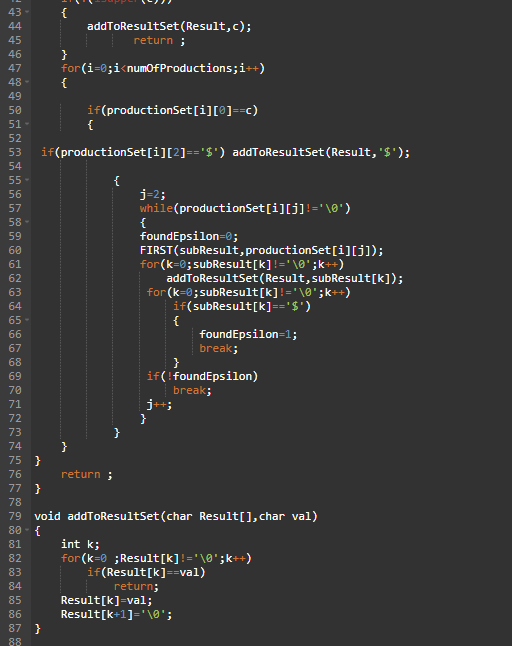 43 {
44 addToResultSet(Result,c);
45 return ;
46 }
47 for(i=0;i<numOfProductions;i++)
48 {
49
50 if(productionSet[i][0]==c)
51 {
52
53 if(productionSet[i][2]=='$') addToResultSet(Result,'$');
54
55 {
56 j=2;
57 while(productionSet[i][j]!='\0')
58 {
59 foundEpsilon=0;
60 FIRST(subResult,productionSet[i][j]);
61 for(k=0;subResult[k]!='\0';k++)
62 addToResultSet(Result,subResult[k]);
63 for(k=0;subResult[k]!='\0';k++)
64 if(subResult[k]=='$')
65 {
66 foundEpsilon=1;
67 break;
68 }
69 if(!foundEpsilon)
70 break;
71 j++;
72 }
73 }
74 }
75 }
76 return ;
77 }
78
79 void addToResultSet(char Result[],char val)
80 {
81 int k;
82 for(k=0 ;Result[k]!='\0';k++)
83 if(Result[k]==val)
84 return;
85 Result[k]=val;
86 Result[k+1]='\0';
87 }
88